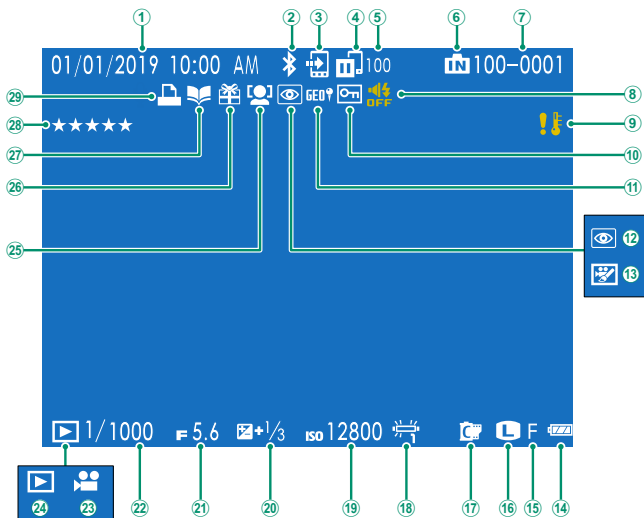 1 2 3 4 5 6 7
01/01/2019 10:00 AM 100 IN 100-0001
29 GEO OFF 8
28 ★★★★★ 9
27 26 10 11
25 12
13
1/1000 F 5.6 +1/3 ISO 12800 1 C L F
24 23 22 21 20 19 18 17 16 15 14